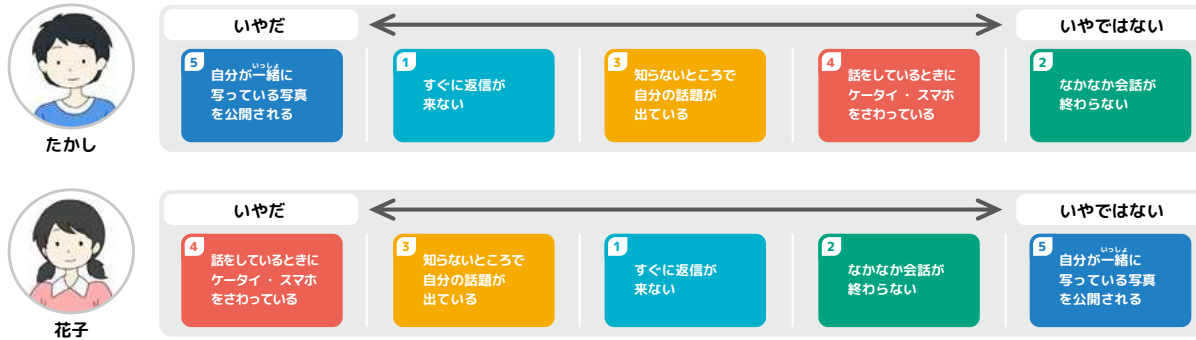 いやだ
いやではない
5
いっしょ
自分が一緒に
写っている写真
を公開される
1
すぐに返信が
来ない
3
知らないところで
自分の話題が
出ている
4
話をしているときに
ケータイ・スマホ
をさわっている
2
なかなか会話が
終わらない
たかし
いやだ
いやではない
4
話をしているときに
ケータイ・スマホ
をさわっている
3
知らないところで
自分の話題が
出ている
1
すぐに返信が
来ない
2
なかなか会話が
終わらない
5
いっしょ
自分が一緒に
写っている写真
を公開される
花子